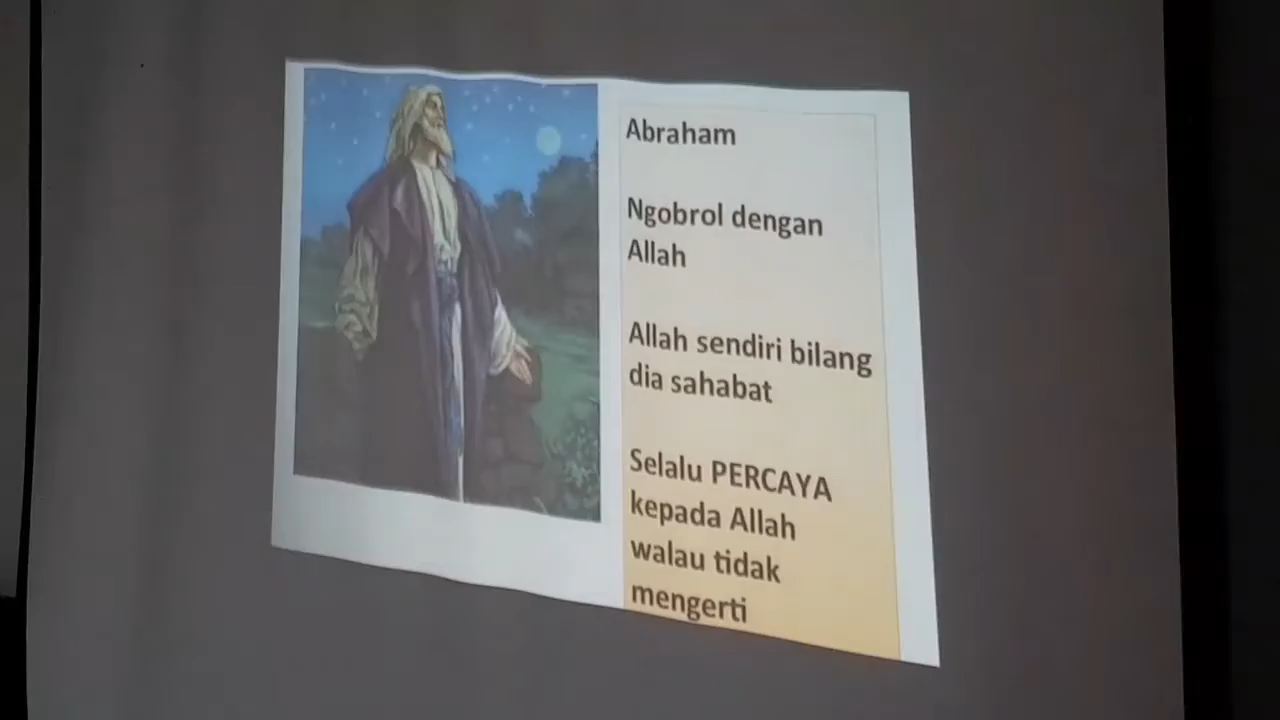 Abraham
Ngobrol dengan
Allah
Allah sendiri bilang
dia sahabat
Selalu PERCAYA
kepada Allah
walau tidak
mengerti